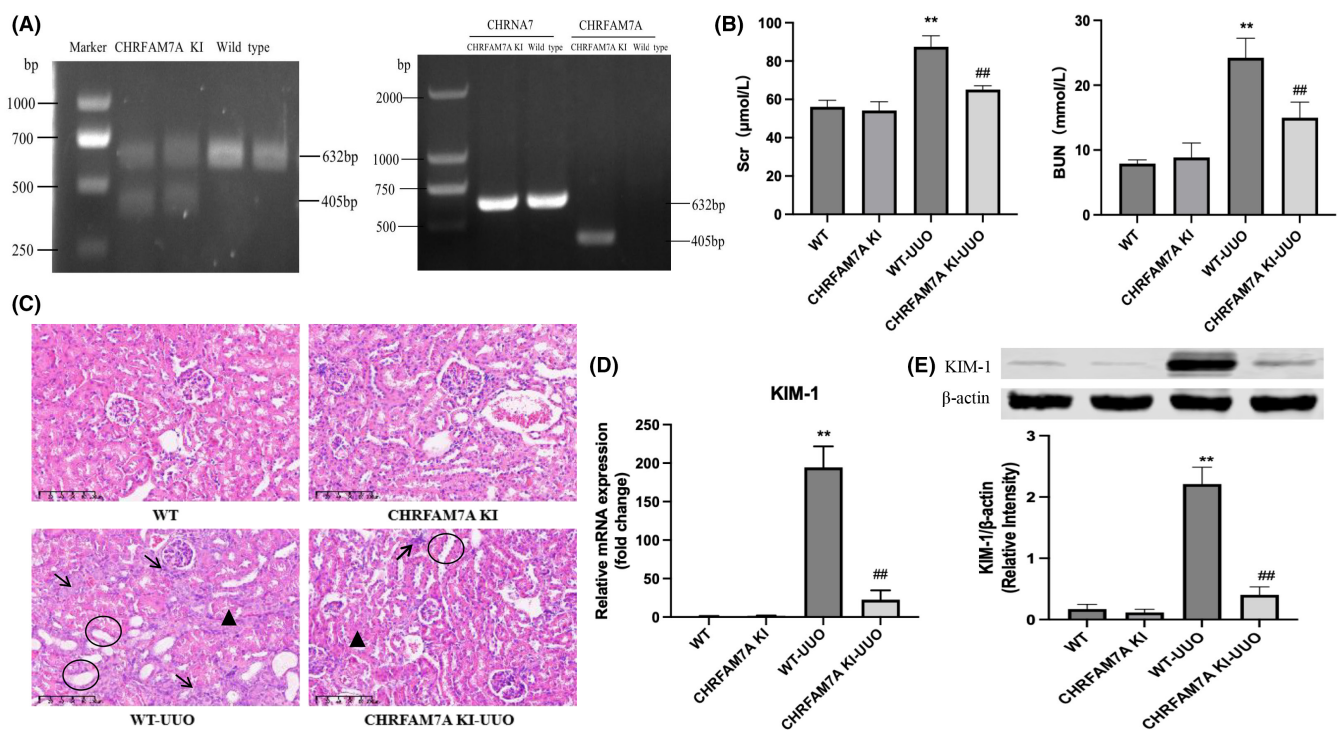 (A)
Marker CHRFAM7A KI Wild type
bp
1000
700
500
250
632bp
405bp
CHRNA7 CHRFAM7A
CHRFAM7A KI Wild type CHRFAM7A KI Wild type
bp
2000
1000
750
500
632bp
405bp
(B)
**
##
Scr (μmol/L)
100
80
60
40
20
0
WT
CHRFAM7A KI
WT-UUO
CHRFAM7A KI-UUO
**
##
BUN (mmol/L)
30
20
10
0
WT
CHRFAM7A KI
WT-UUO
CHRFAM7A KI-UUO
(C)
WT
CHRFAM7A KI
WT-UUO
CHRFAM7A KI-UUO
(D)
KIM-1
Relative mRNA expression
(fold change)
250
200
150
100
50
0
**
##
WT
CHRFAM7A KI
WT-UUO
CHRFAM7A KI-UUO
(E)
KIM-1
β-actin
KIM-1/β-actin
(Relative Intensity)
3
2
1
0
**
##
WT
CHRFAM7A KI
WT-UUO
CHRFAM7A KI-UUO